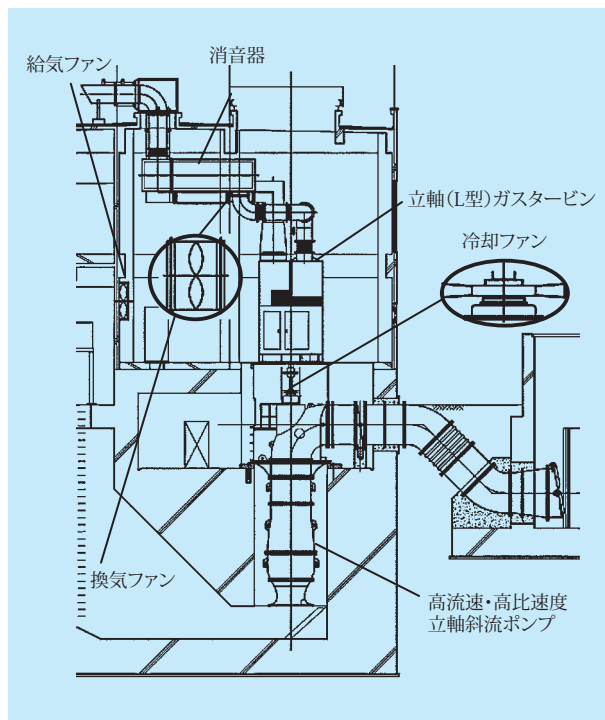 消音器
給気ファン
立軸（L型）ガスタービン
冷却ファン
換気ファン
高流速・高比速度
立軸斜流ポンプ